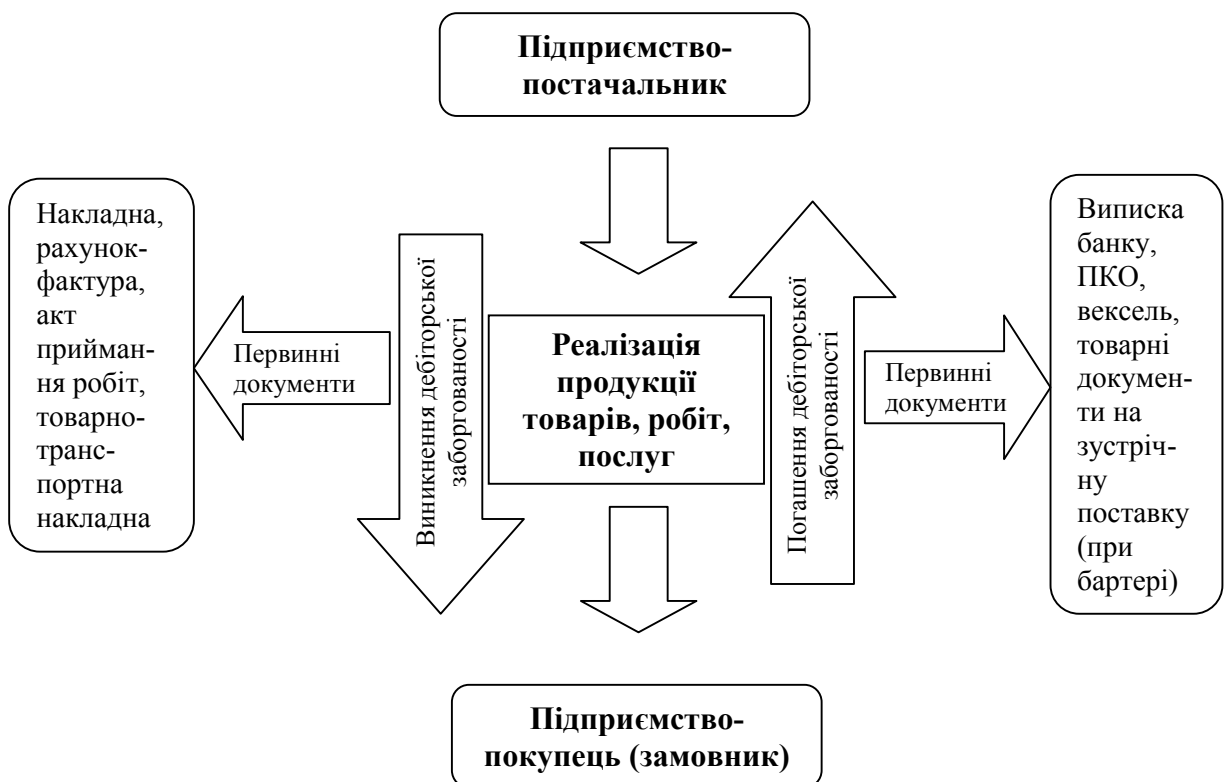 Підприємство-
постачальник
Накладна,
рахунок-
фактура,
акт
прийман-
ня робіт,
товарно-
транс-
портна
накладна
Первинні
документи
Виникнення дебіторської
заборгованості
Реалізація
продукції
товарів, робіт,
послуг
Погашення дебіторської
заборгованості
Первинні
документи
Виписка
банку,
ПКО,
вексель,
товарні
докумен-
ти на
зустріч-
ну
поставку
(при
бартері)
Підприємство-
покупець (замовник)